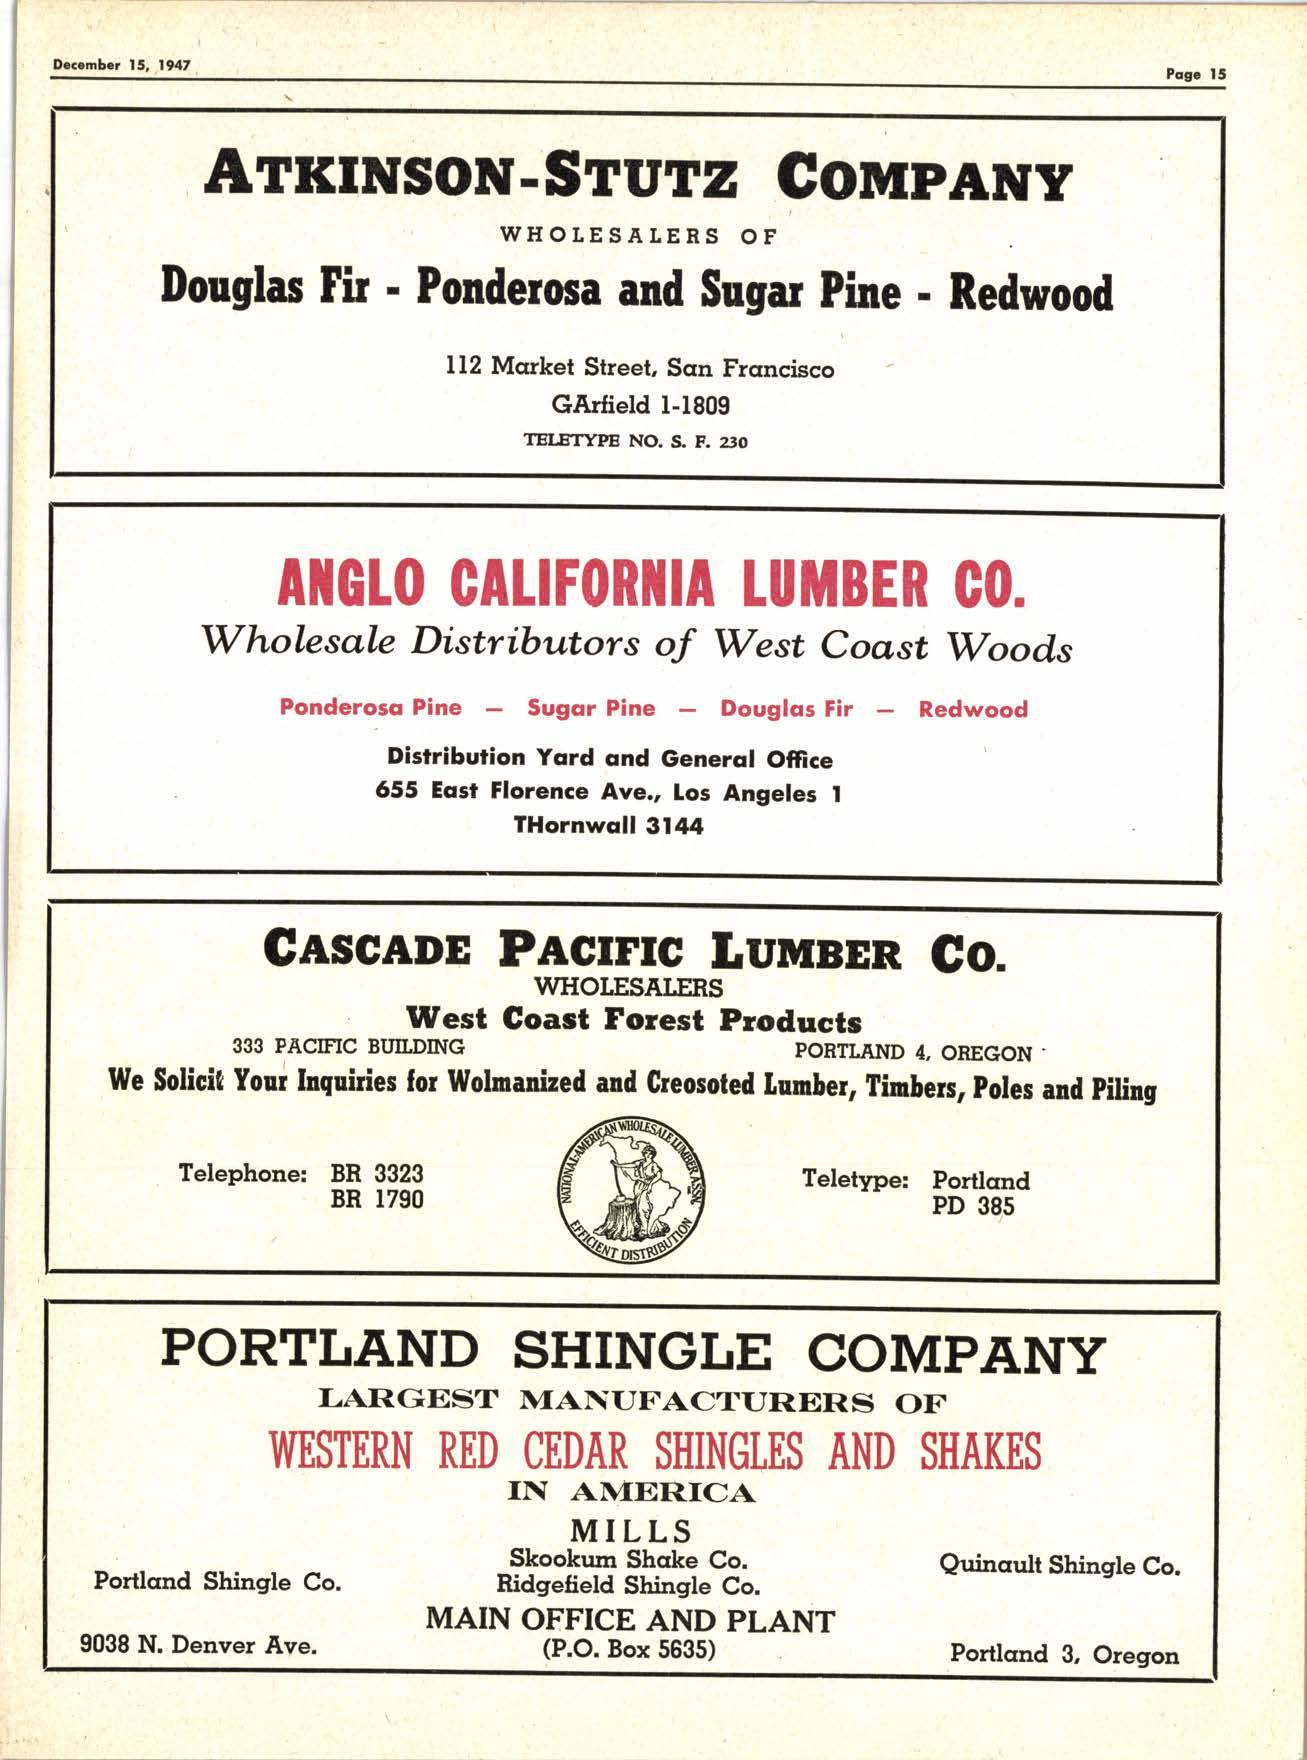 December 15, 1947
Page 15
ATKINSON-STUTZ COMPANY
WHOLESALERS OF
Douglas Fir - Ponderosa and Sugar Pine - Redwood
112 Market Street, San Francisco
GArfield 1-1809
TELETYPE NO. S. F. 230
ANGLO CALIFORNIA LUMBER CO.
Wholesale Distributors of West Coast Woods
Ponderosa Pine — Sugar Pine — Douglas Fir — Redwood
Distribution Yard and General Office
655 East Florence Ave., Los Angeles 1
THornwall 3144
CASCADE PACIFIC LUMBER CO.
WHOLESALERS
West Coast Forest Products
333 PACIFIC BUILDING PORTLAND 4, OREGON
We Solicit Your Inquiries for Wolmanized and Creosoted Lumber, Timbers, Poles and Piling
NATIONAL-AMERICAN WHOLESALE LUMBER ASSN.
EFFICIENT DISTRIBUTION
Telephone: BR 3323
BR 1790
Teletype: Portland
PD 385
PORTLAND SHINGLE COMPANY
LARGEST MANUFACTURERS OF
WESTERN RED CEDAR SHINGLES AND SHAKES
IN AMERICA
MILLS
Portland Shingle Co.
Skookum Shake Co.
Ridgefield Shingle Co.
Quinault Shingle Co.
MAIN OFFICE AND PLANT
9038 N. Denver Ave. (P.O. Box 5635) Portland 3, Oregon